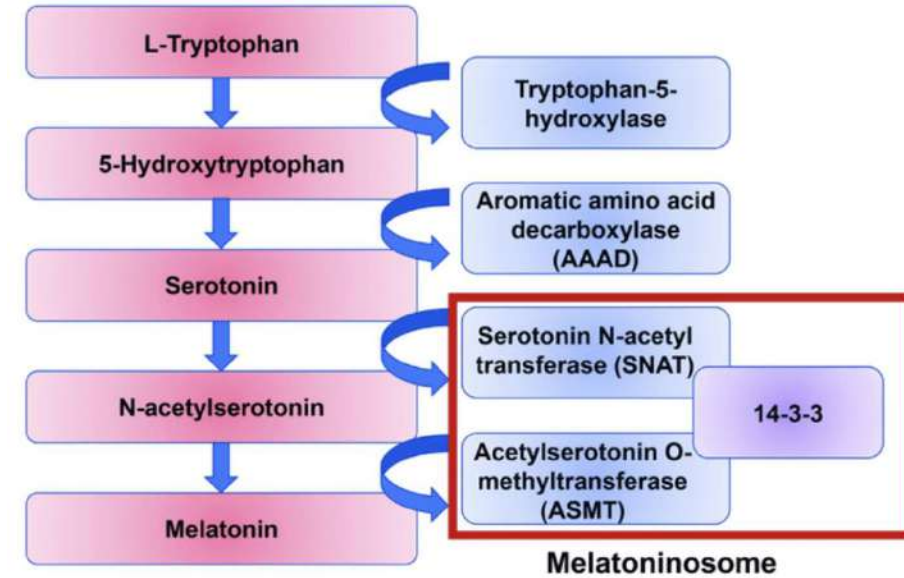 L-Tryptophan
Tryptophan-5-
hydroxylase
5-Hydroxytryptophan
Aromatic amino acid
decarboxylase
(AAAD)
Serotonin
Serotonin N-acetyl
transferase (SNAT)
N-acetylserotonin
14-3-3
Acetylserotonin O-
methyltransferase
(ASMT)
Melatonin
Melatoninosome